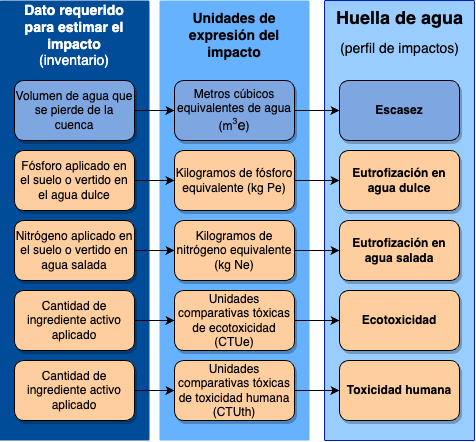 Dato requerido
para estimar el
impacto
(inventario)
Unidades de
expresión del
impacto
Huella de agua
(perfil de impactos)
Volumen de agua que
se pierde de la
cuenca
Metros cúbicos
equivalentes de agua
(m³e)
Escasez
Fósforo aplicado en
el suelo o vertido en
el agua dulce
Kilogramos de fósforo
equivalente (kg Pe)
Eutrofización en
agua dulce
Nitrógeno aplicado en
el suelo o vertido en
agua salada
Kilogramos de
nitrógeno equivalente
(kg Ne)
Eutrofización en
agua salada
Cantidad de
ingrediente activo
aplicado
Unidades
comparativas tóxicas
de ecotoxicidad
(CTUe)
Ecotoxicidad
Cantidad de
ingrediente activo
aplicado
Unidades
comparativas tóxicas
de toxicidad humana
(CTUth)
Toxicidad humana